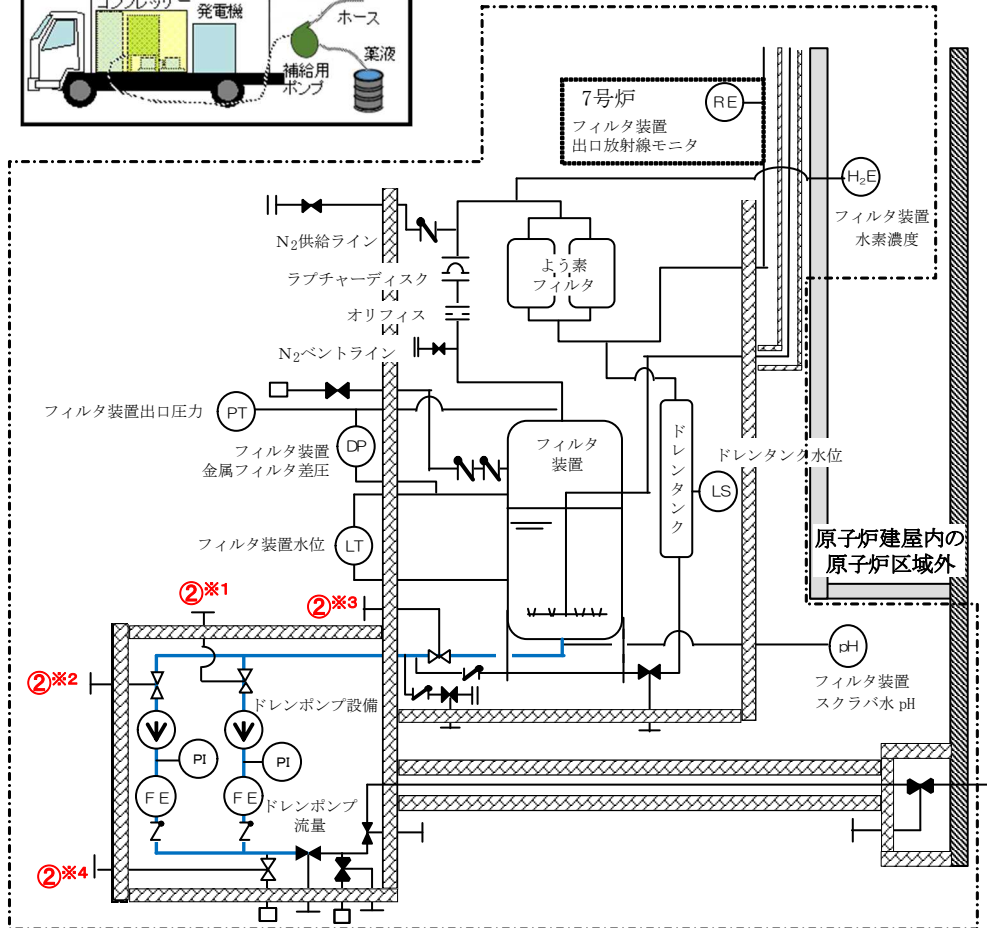 コンプレッサー
発電機
ホース
補給用
ポンプ
薬液
7号炉
RE
フィルタ装置
出口放射線モニタ
H₂E
フィルタ装置
水素濃度
N₂供給ライン
よう素
フィルタ
ラプチャーディスク
オリフィス
N₂ベントライン
フィルタ装置出口圧力
PT
フィルタ装置
金属フィルタ差圧
DP
フィルタ
装置
ドレンタンク
ドレンタンク水位
LS
フィルタ装置水位
LT
原子炉建屋内の
原子炉区域外
②※1
②※3
②※2
pH
フィルタ装置
スクラバ水 pH
ドレンポンプ設備
PI
PI
FE
FE
ドレンポンプ
流量
②※4